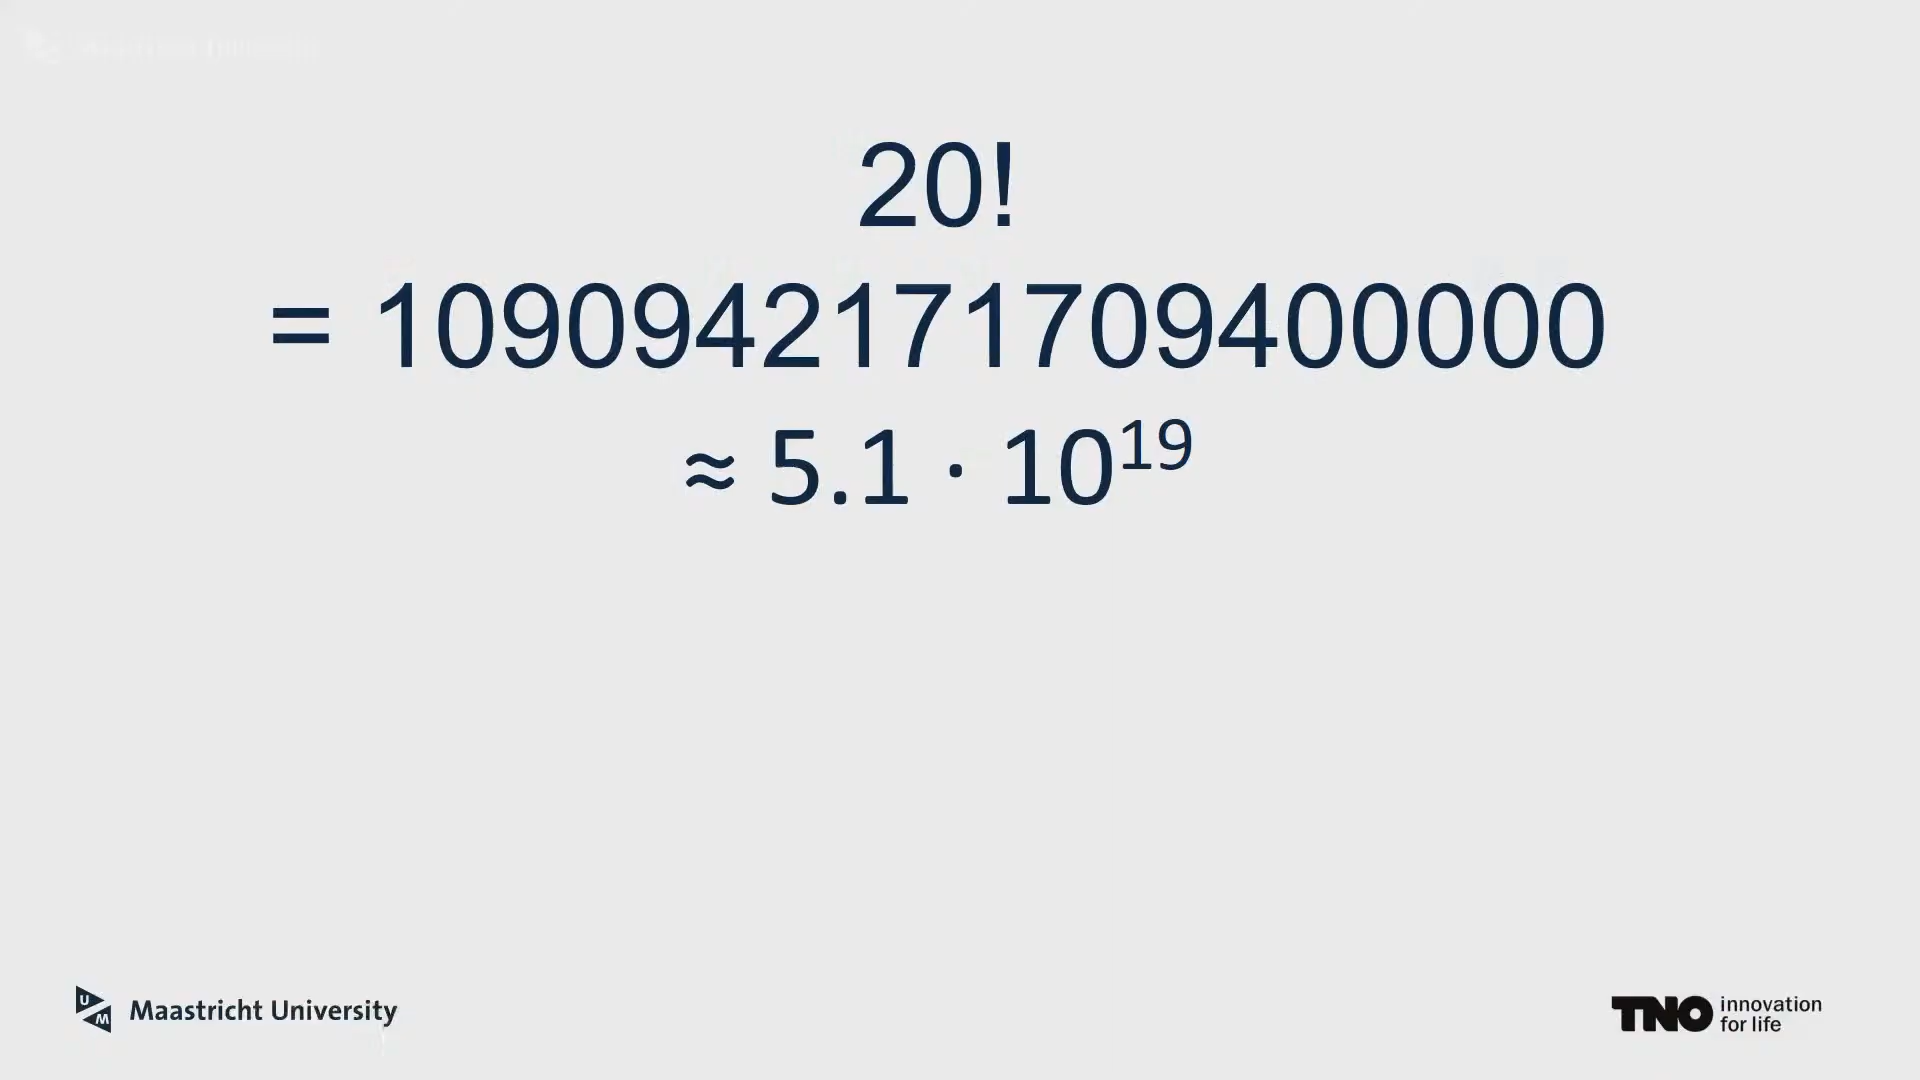 20!
= 1090942171709400000
≈ 5.1 · 10¹⁹
Maastricht University
TNO innovation
for life